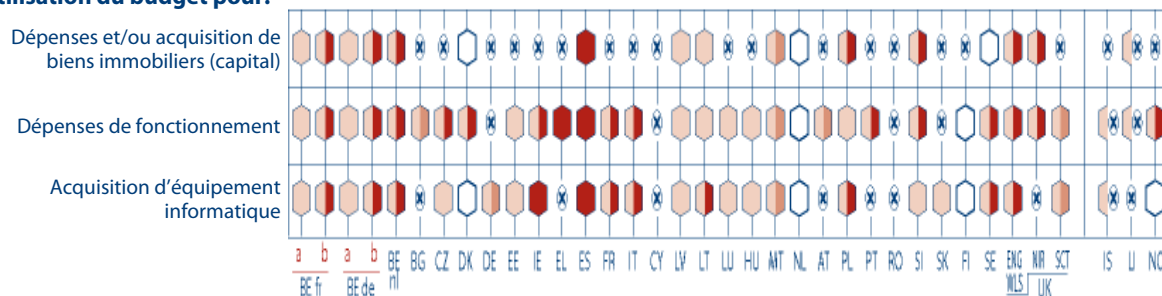 tilisation du budget pour:
Dépenses et/ou acquisition de
biens immobiliers (capital)
Dépenses de fonctionnement
Acquisition d'équipement
informatique
a b a b BE BG CZ DK DE EE IE EL ES FR IT CY LV LT LU HU MT NL AT PL PT RO SI SK FI SE ENG NIR SCT IS LI NO
BE fr BE de nl WLS UK